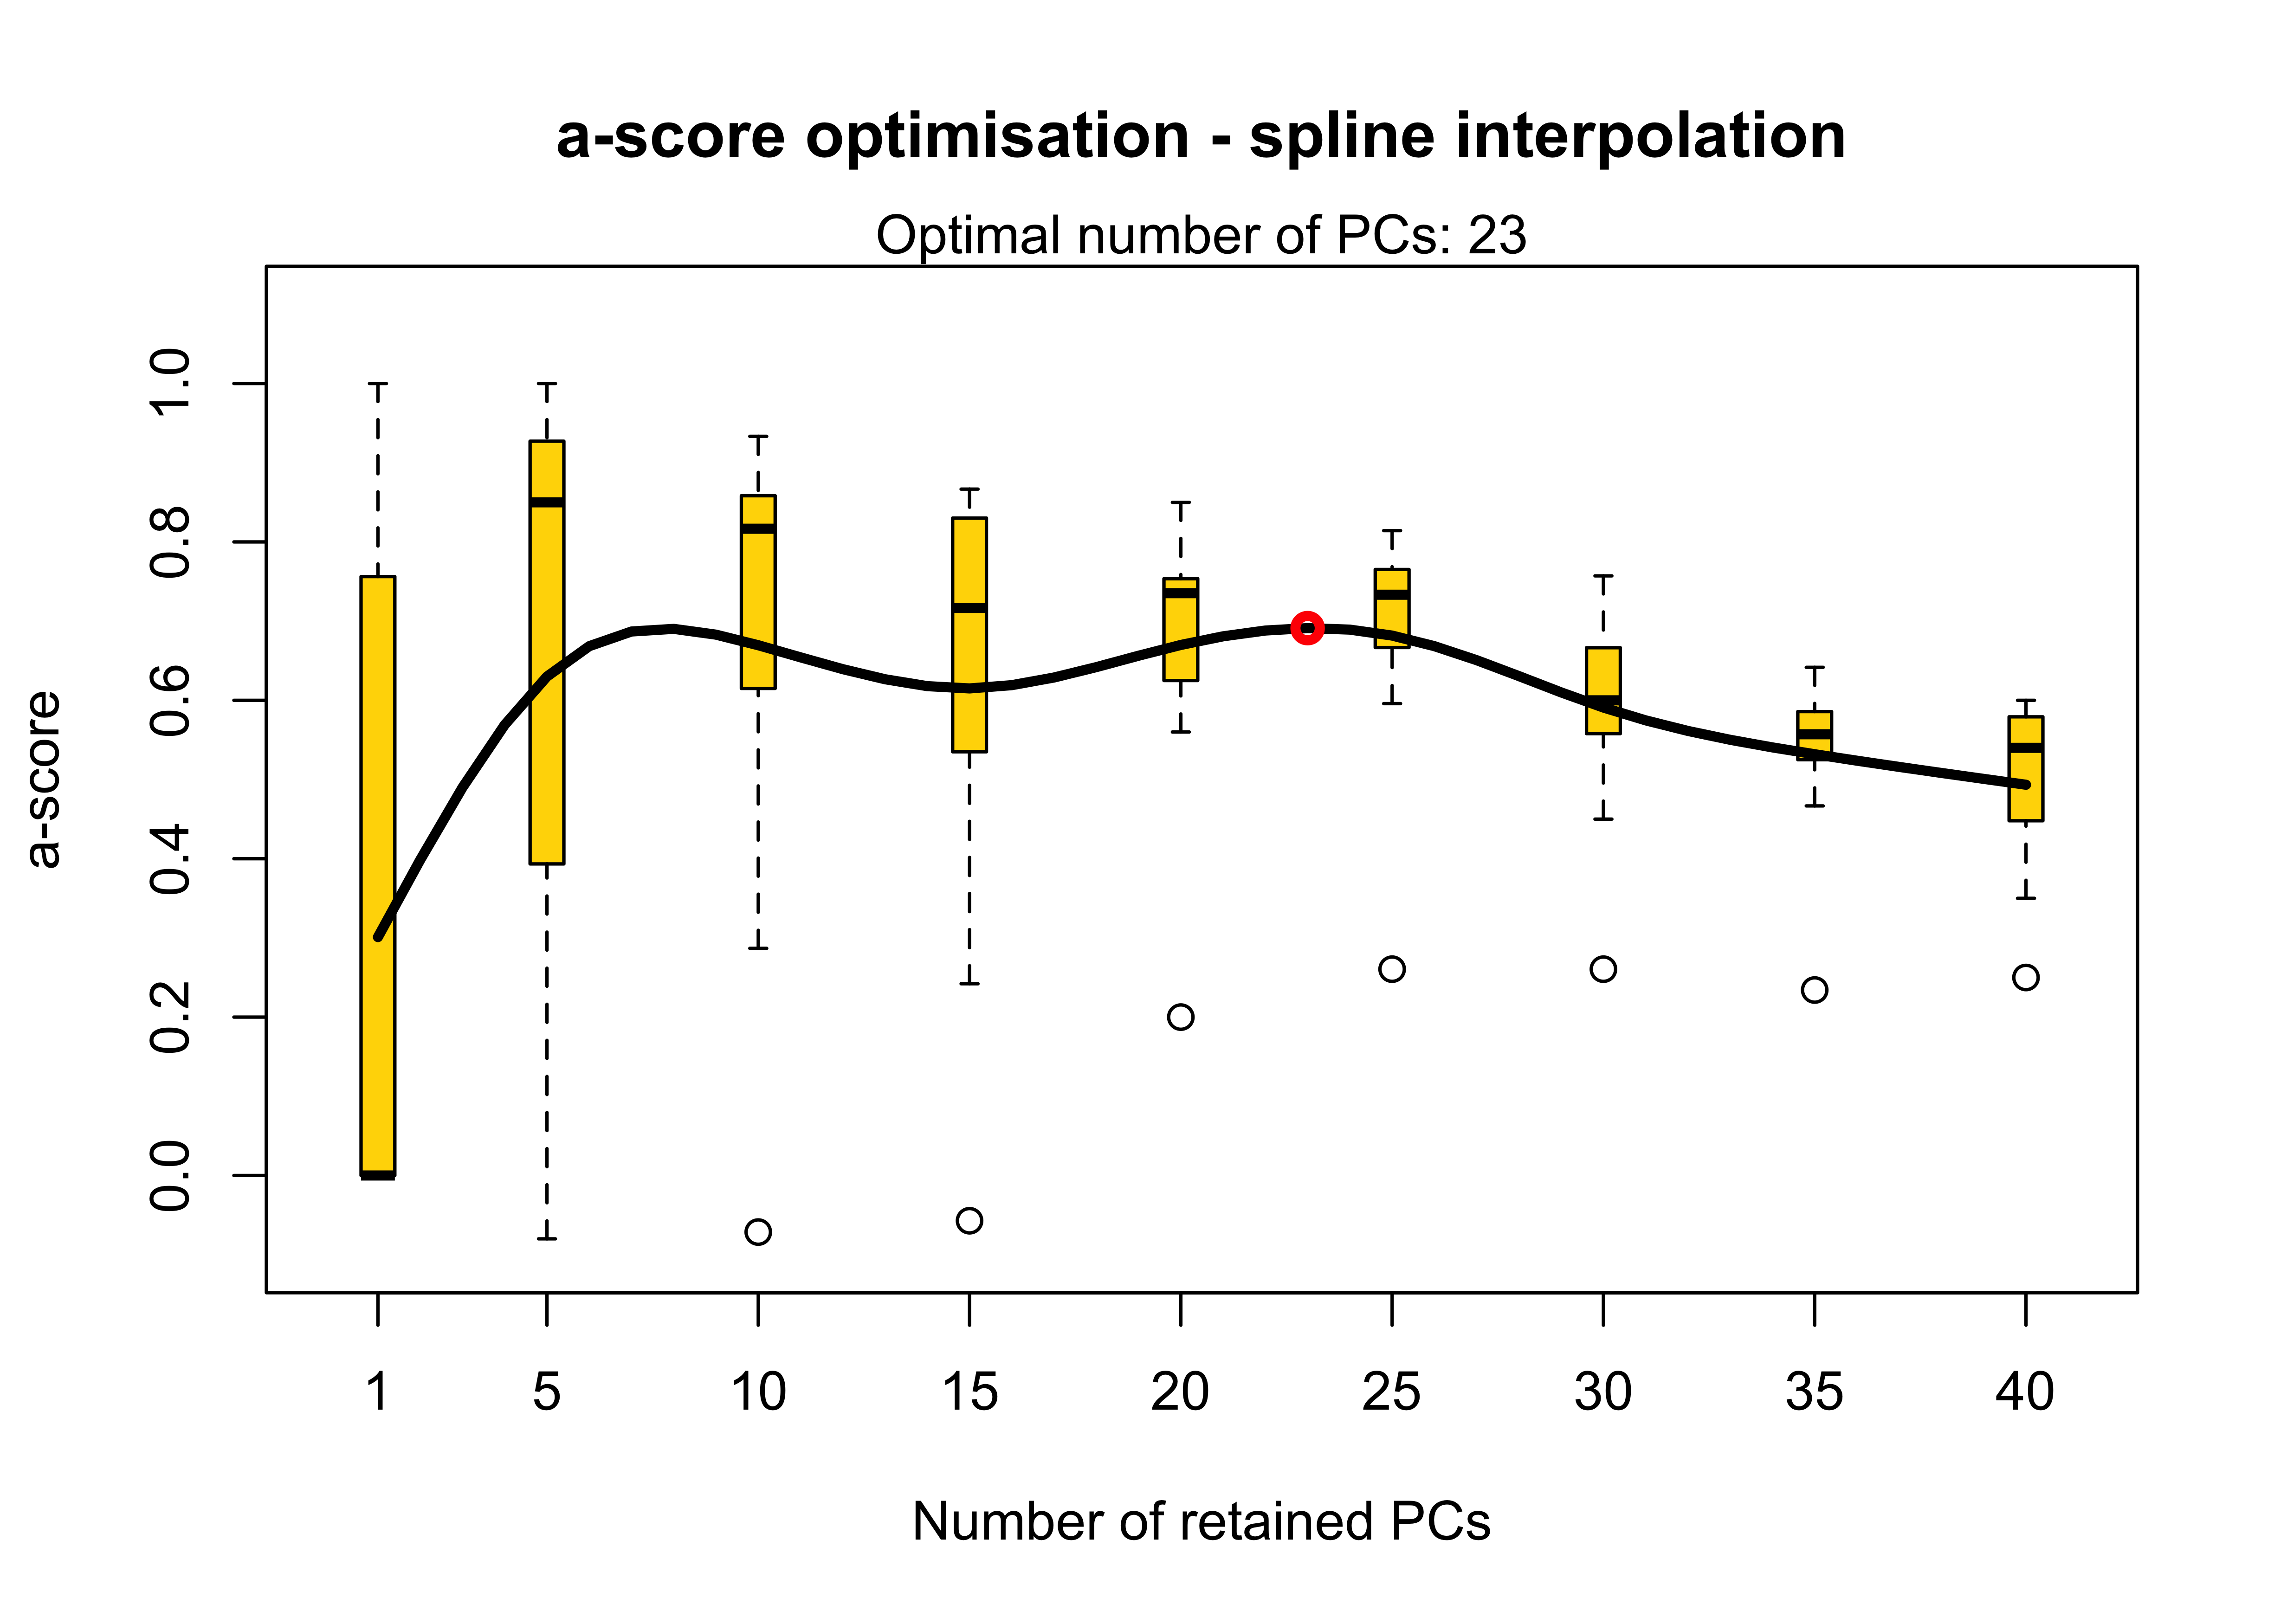 a-score optimisation - spline interpolation
Optimal number of PCs: 23
a-score
1.0
0.8
0.6
0.4
0.2
0.0
1 5 10 15 20 25 30 35 40
Number of retained PCs